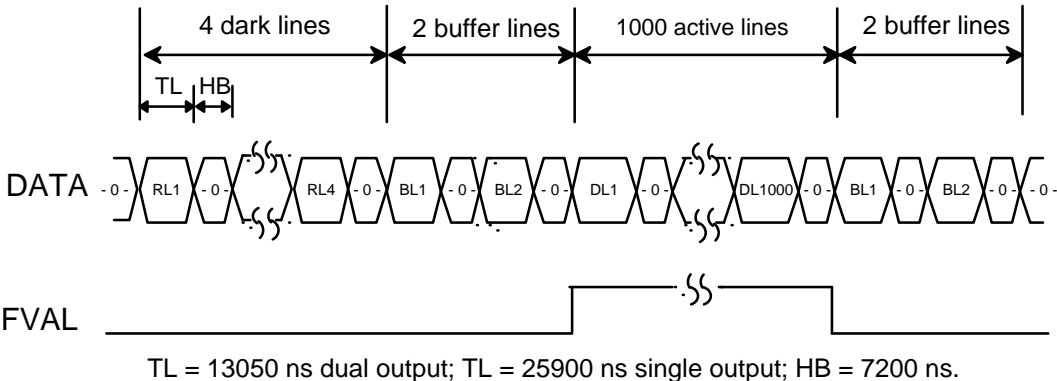 4 dark lines 2 buffer lines 1000 active lines 2 buffer lines
TL HB
DATA - 0 - RL1 - 0 - RL4 - 0 - BL1 - 0 - BL2 - 0 - DL1 - 0 - DL1000 - 0 - BL1 - 0 - BL2 - 0 - - 0 -
FVAL
TL = 13050 ns dual output; TL = 25900 ns single output; HB = 7200 ns.